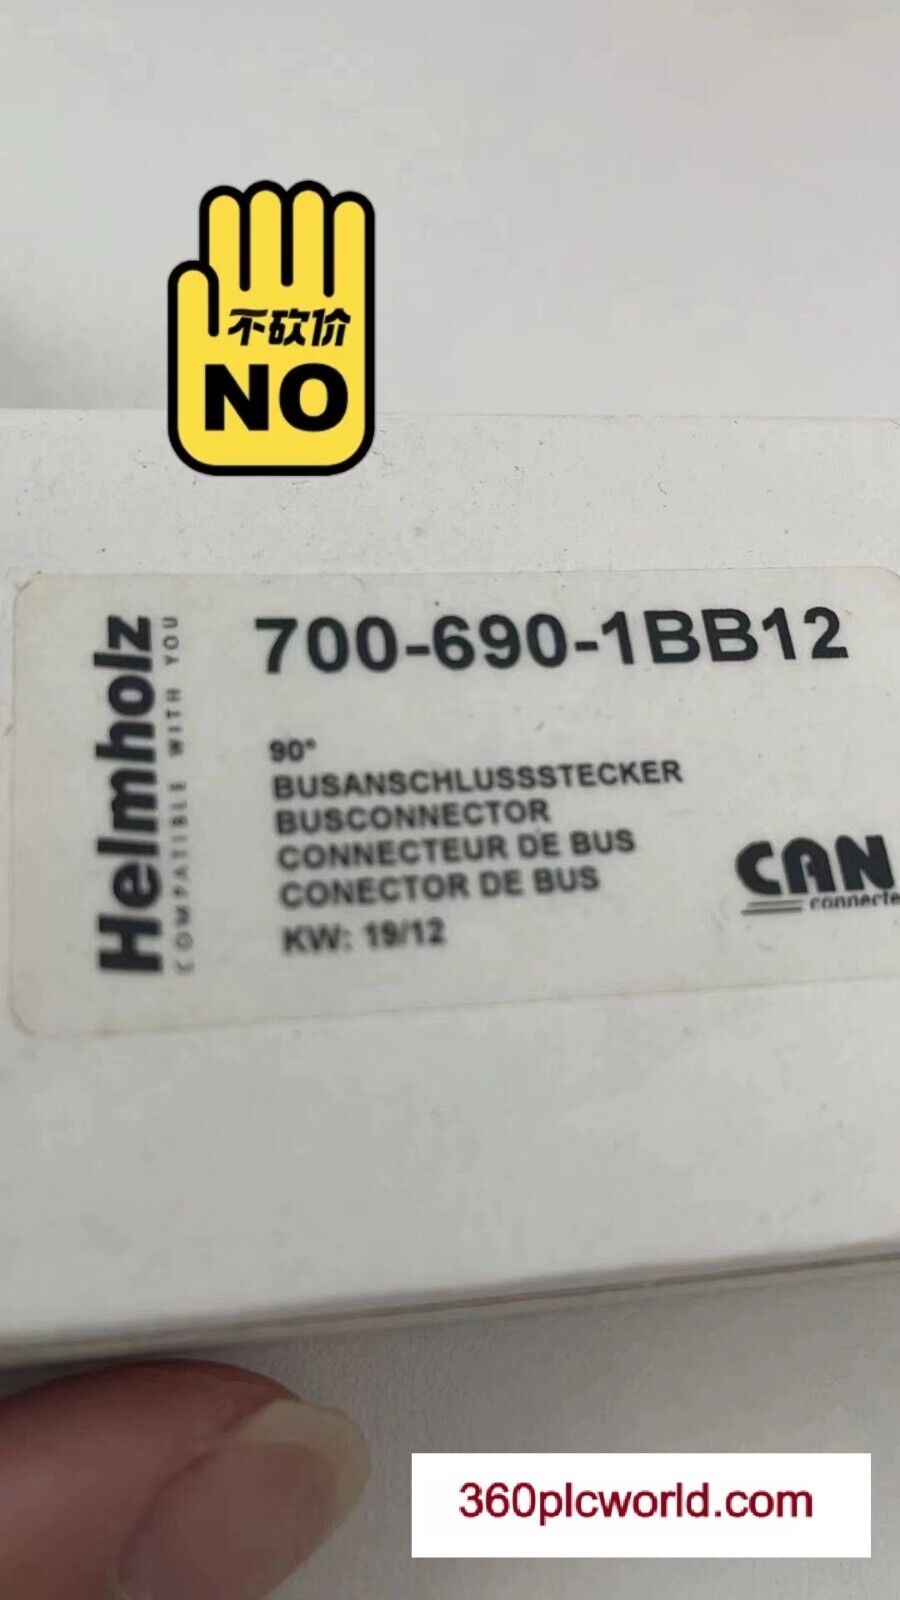 不砍价
NO
Helmholz
COMPATIBLE WITH YOU
700-690-1BB12
90°
BUSANSCHLUSSSTECKER
BUSCONNECTOR
CONNECTEUR DE BUS
CONECTOR DE BUS
KW: 19/12
CAN
connecte
360plcworld.com